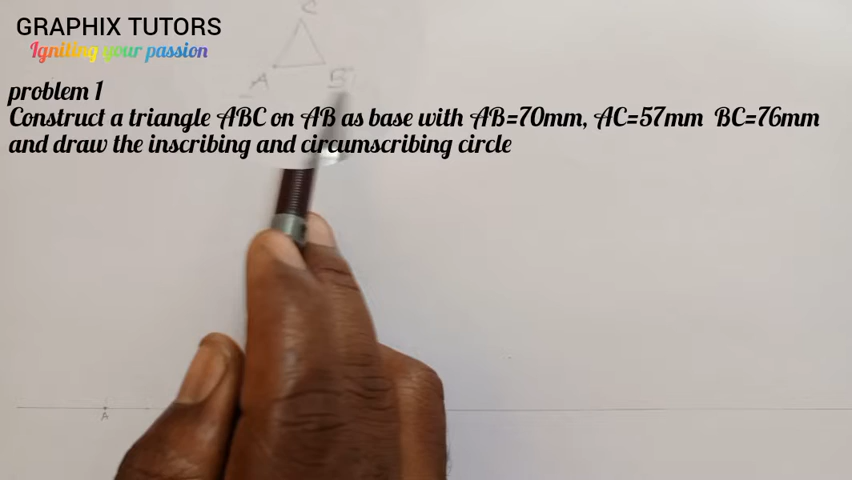 GRAPHIX TUTORS
Igniting your passion
C
A
problem 1
Construct a triangle ABC on AB as base with AB=70mm, AC=57mm BC=76mm
and draw the inscribing and circumscribing circle
A